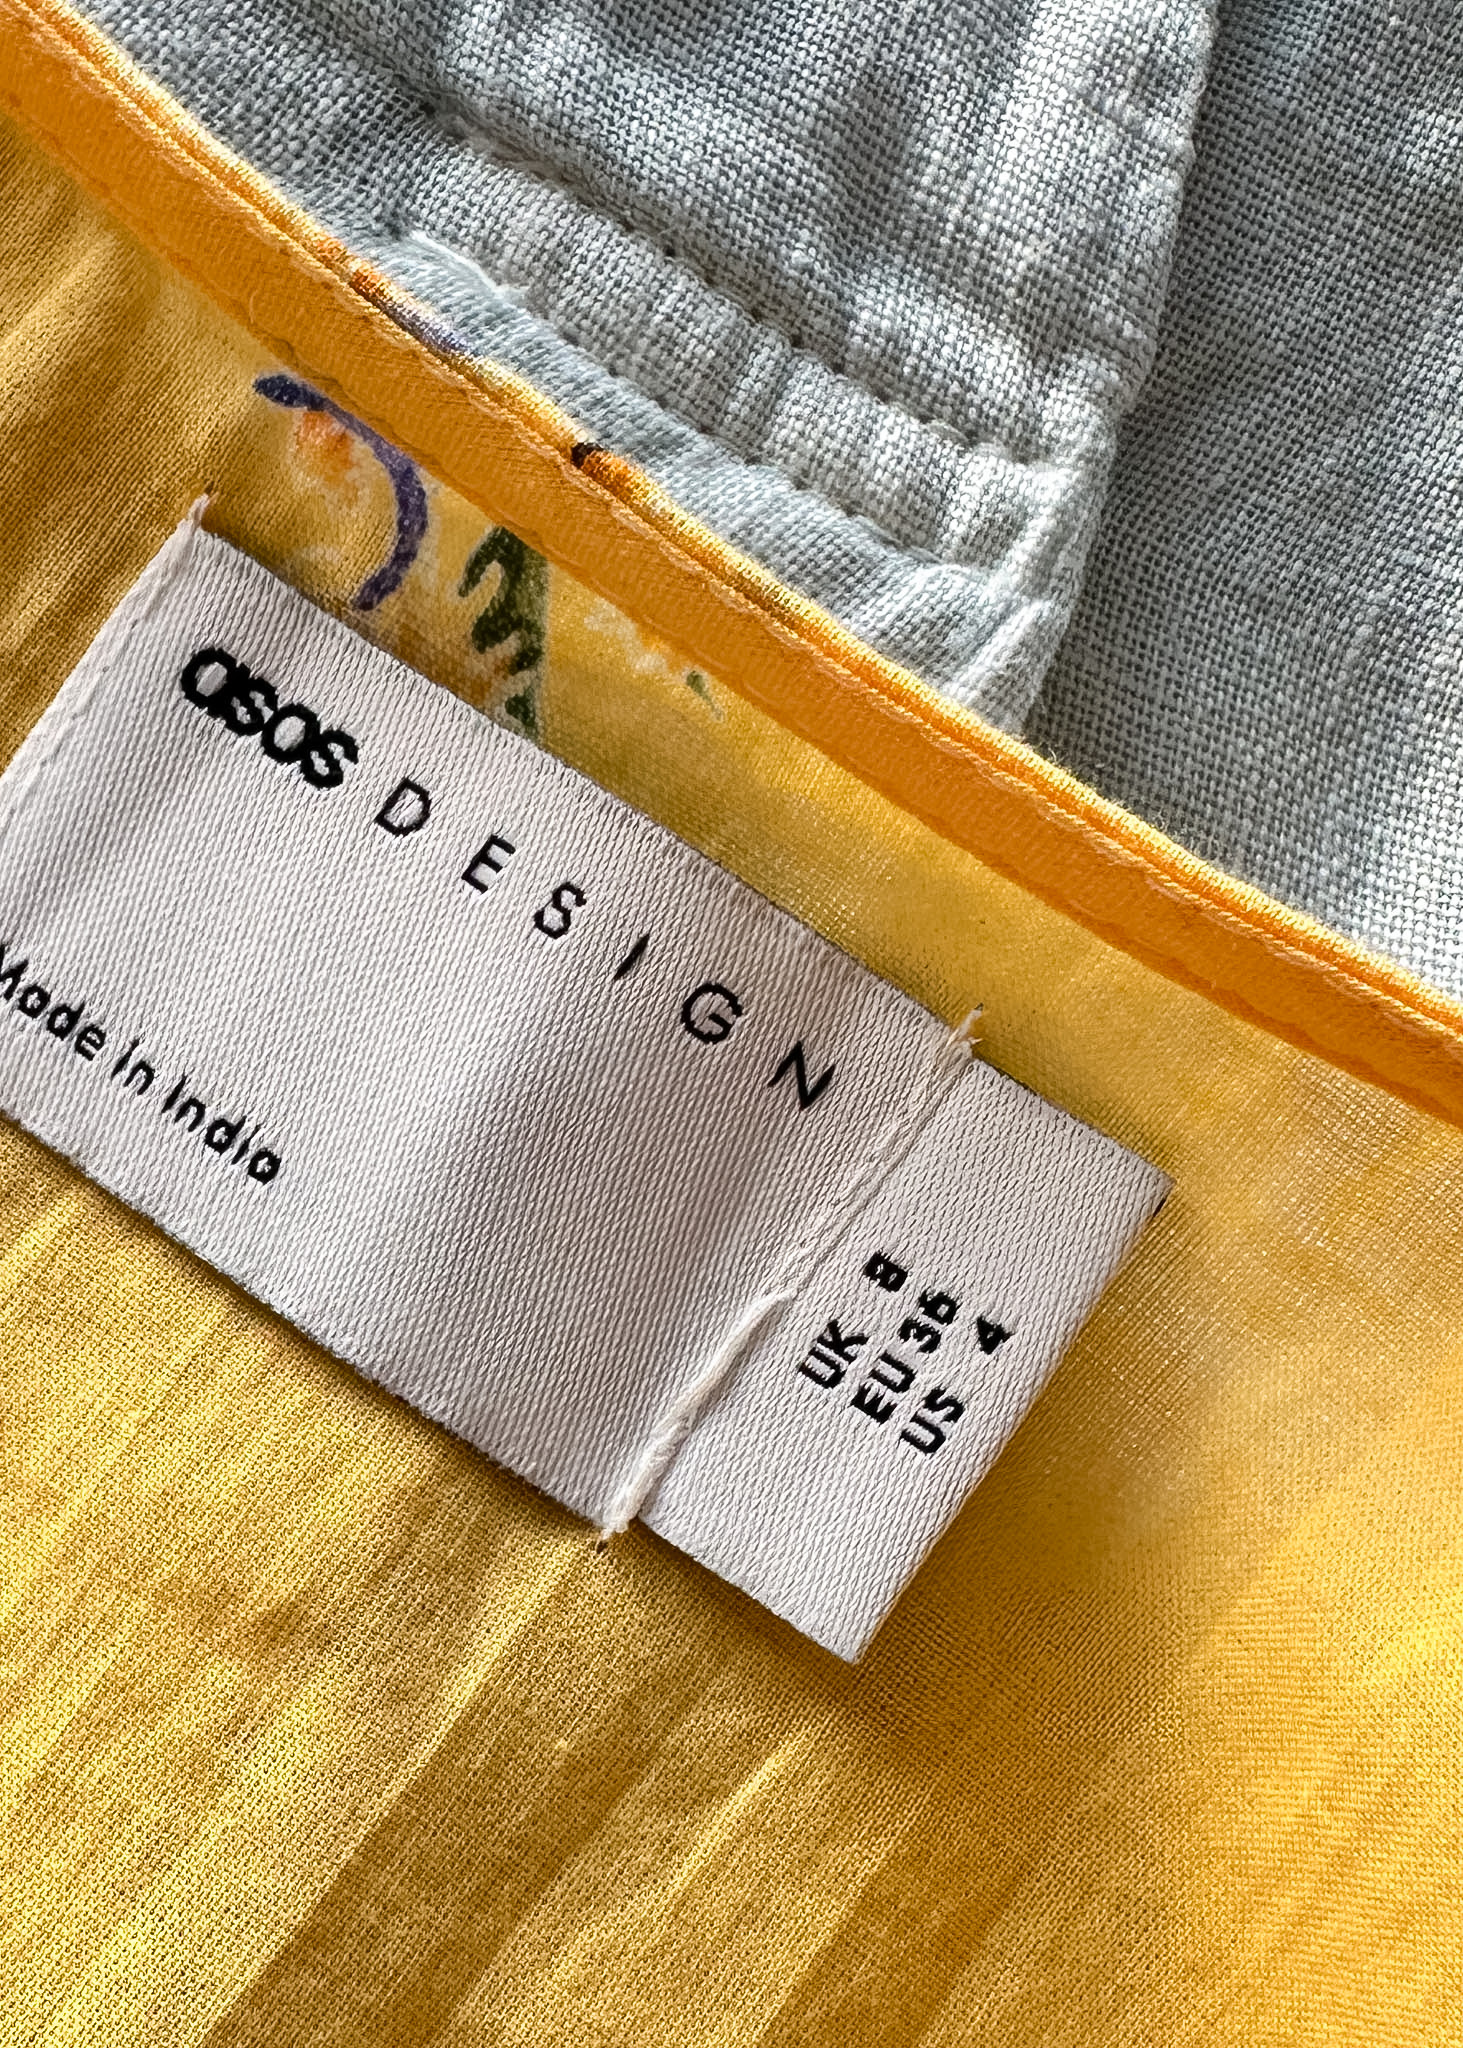 asos DESIGN
Made in India
UK 8
EU 36
US 4